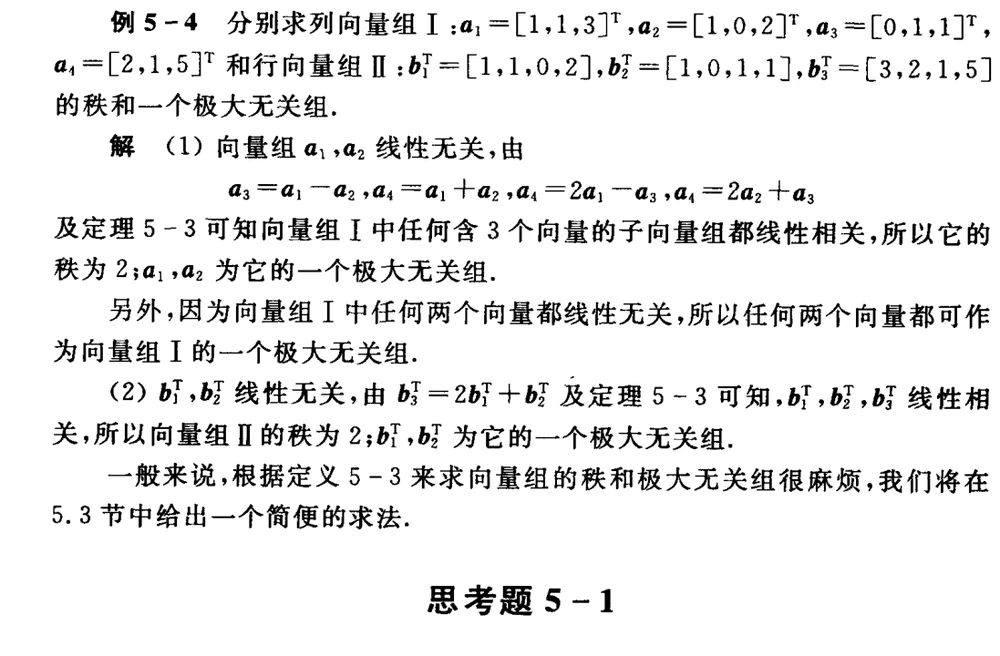 例 5-4 分别求列向量组Ⅰ:a₁=[1,1,3]ᵀ,a₂=[1,0,2]ᵀ,a₃=[0,1,1]ᵀ,
a₄=[2,1,5]ᵀ 和行向量组Ⅱ:b₁ᵀ=[1,1,0,2],b₂ᵀ=[1,0,1,1],b₃ᵀ=[3,2,1,5]
的秩和一个极大无关组.
解 (1) 向量组 a₁,a₂ 线性无关,由
a₃=a₁-a₂,a₄=a₁+a₂,a₄=2a₁-a₃,a₄=2a₂+a₃
及定理 5-3 可知向量组Ⅰ中任何含 3 个向量的子向量组都线性相关,所以它的
秩为 2;a₁,a₂ 为它的一个极大无关组.
另外,因为向量组Ⅰ中任何两个向量都线性无关,所以任何两个向量都可作
为向量组Ⅰ的一个极大无关组.
(2) b₁ᵀ,b₂ᵀ 线性无关,由 b₃ᵀ=2b₁ᵀ+b₂ᵀ 及定理 5-3 可知,b₁ᵀ,b₂ᵀ,b₃ᵀ 线性相
关,所以向量组Ⅱ的秩为 2;b₁ᵀ,b₂ᵀ 为它的一个极大无关组.
一般来说,根据定义 5-3 来求向量组的秩和极大无关组很麻烦,我们将在
5.3 节中给出一个简便的求法.
思考题 5-1